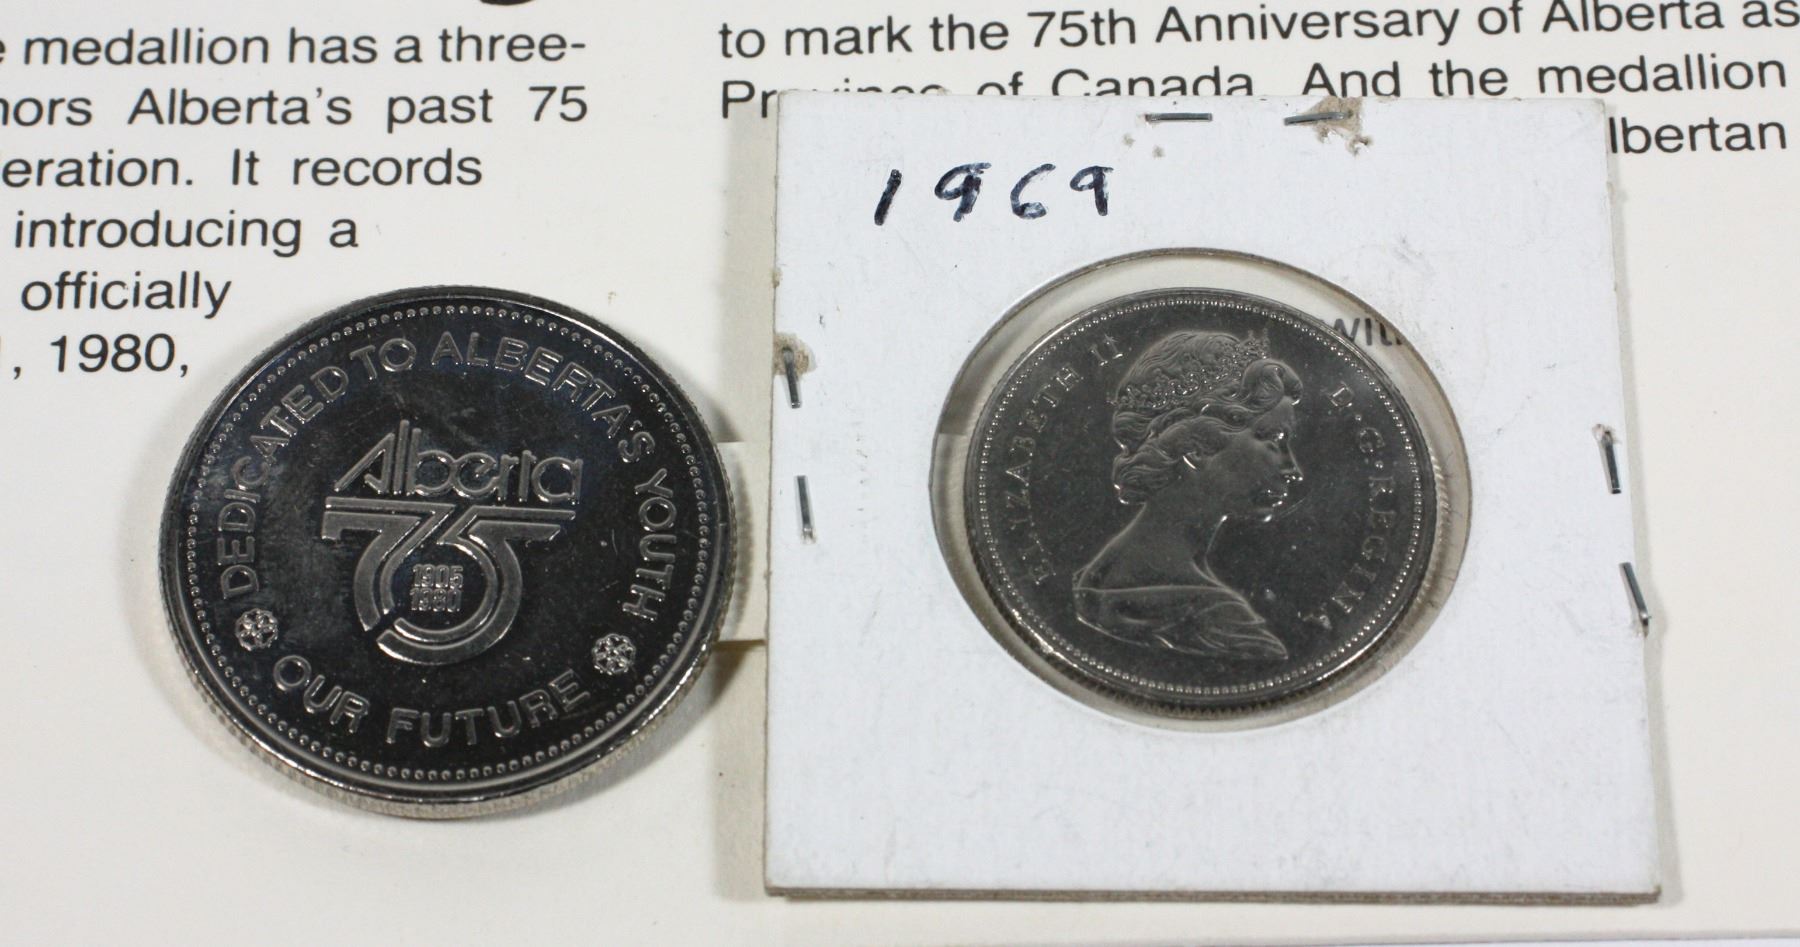 medallion has a three-
nors Alberta's past 75
eration. It records
introducing a
officially
, 1980,
to mark the 75th Anniversary of Alberta as
Province of Canada. And the medallion
lbertan
1969
DEDICATED TO ALBERTA'S YOUTH
Alberta
75
1905
1980
OUR FUTURE
ELIZABETH II D·G·REGINA